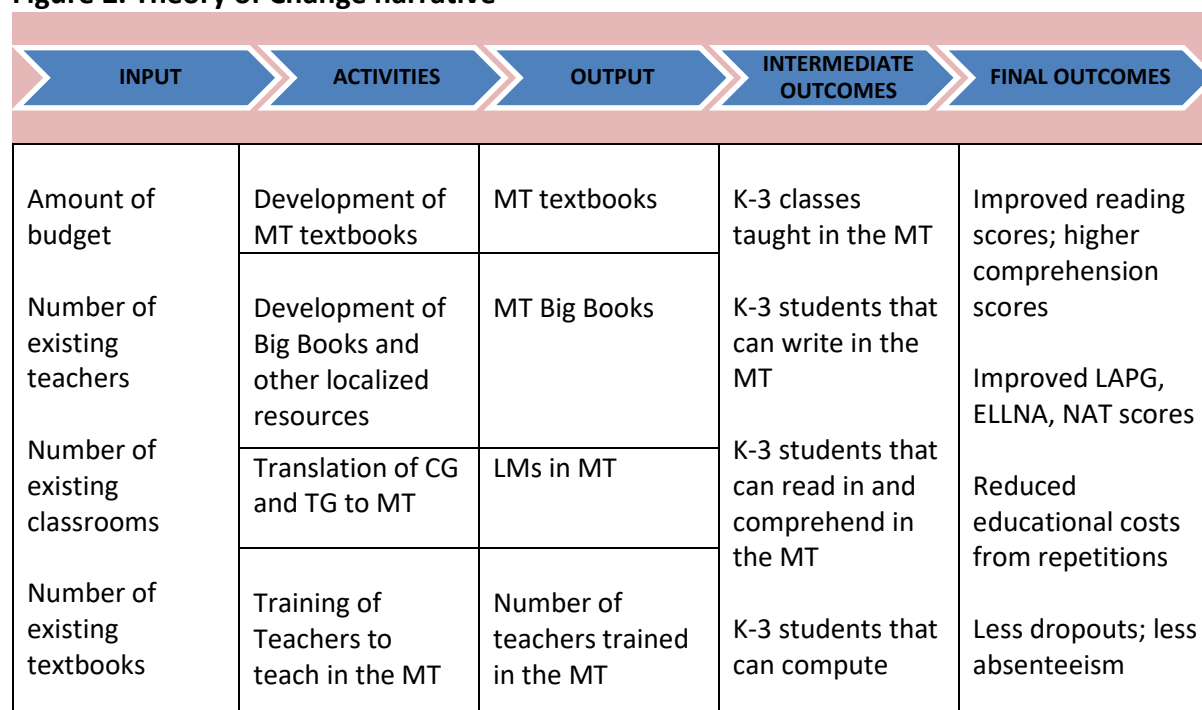 Figure 2: Theory of Change narrative
INPUT
ACTIVITIES
OUTPUT
INTERMEDIATE
OUTCOMES
FINAL OUTCOMES
Amount of
budget
Number of
existing
teachers
Number of
existing
classrooms
Number of
existing
textbooks
Development of
MT textbooks
Development of
Big Books and
other localized
resources
Translation of CG
and TG to MT
Training of
Teachers to
teach in the MT
MT textbooks
MT Big Books
LMs in MT
Number of
teachers trained
in the MT
K-3 classes
taught in the MT
K-3 students that
can write in the
MT
K-3 students that
can read in and
comprehend in
the MT
K-3 students that
can compute
Improved reading
scores; higher
comprehension
scores
Improved LAPG,
ELLNA, NAT scores
Reduced
educational costs
from repetitions
Less dropouts; less
absenteeism